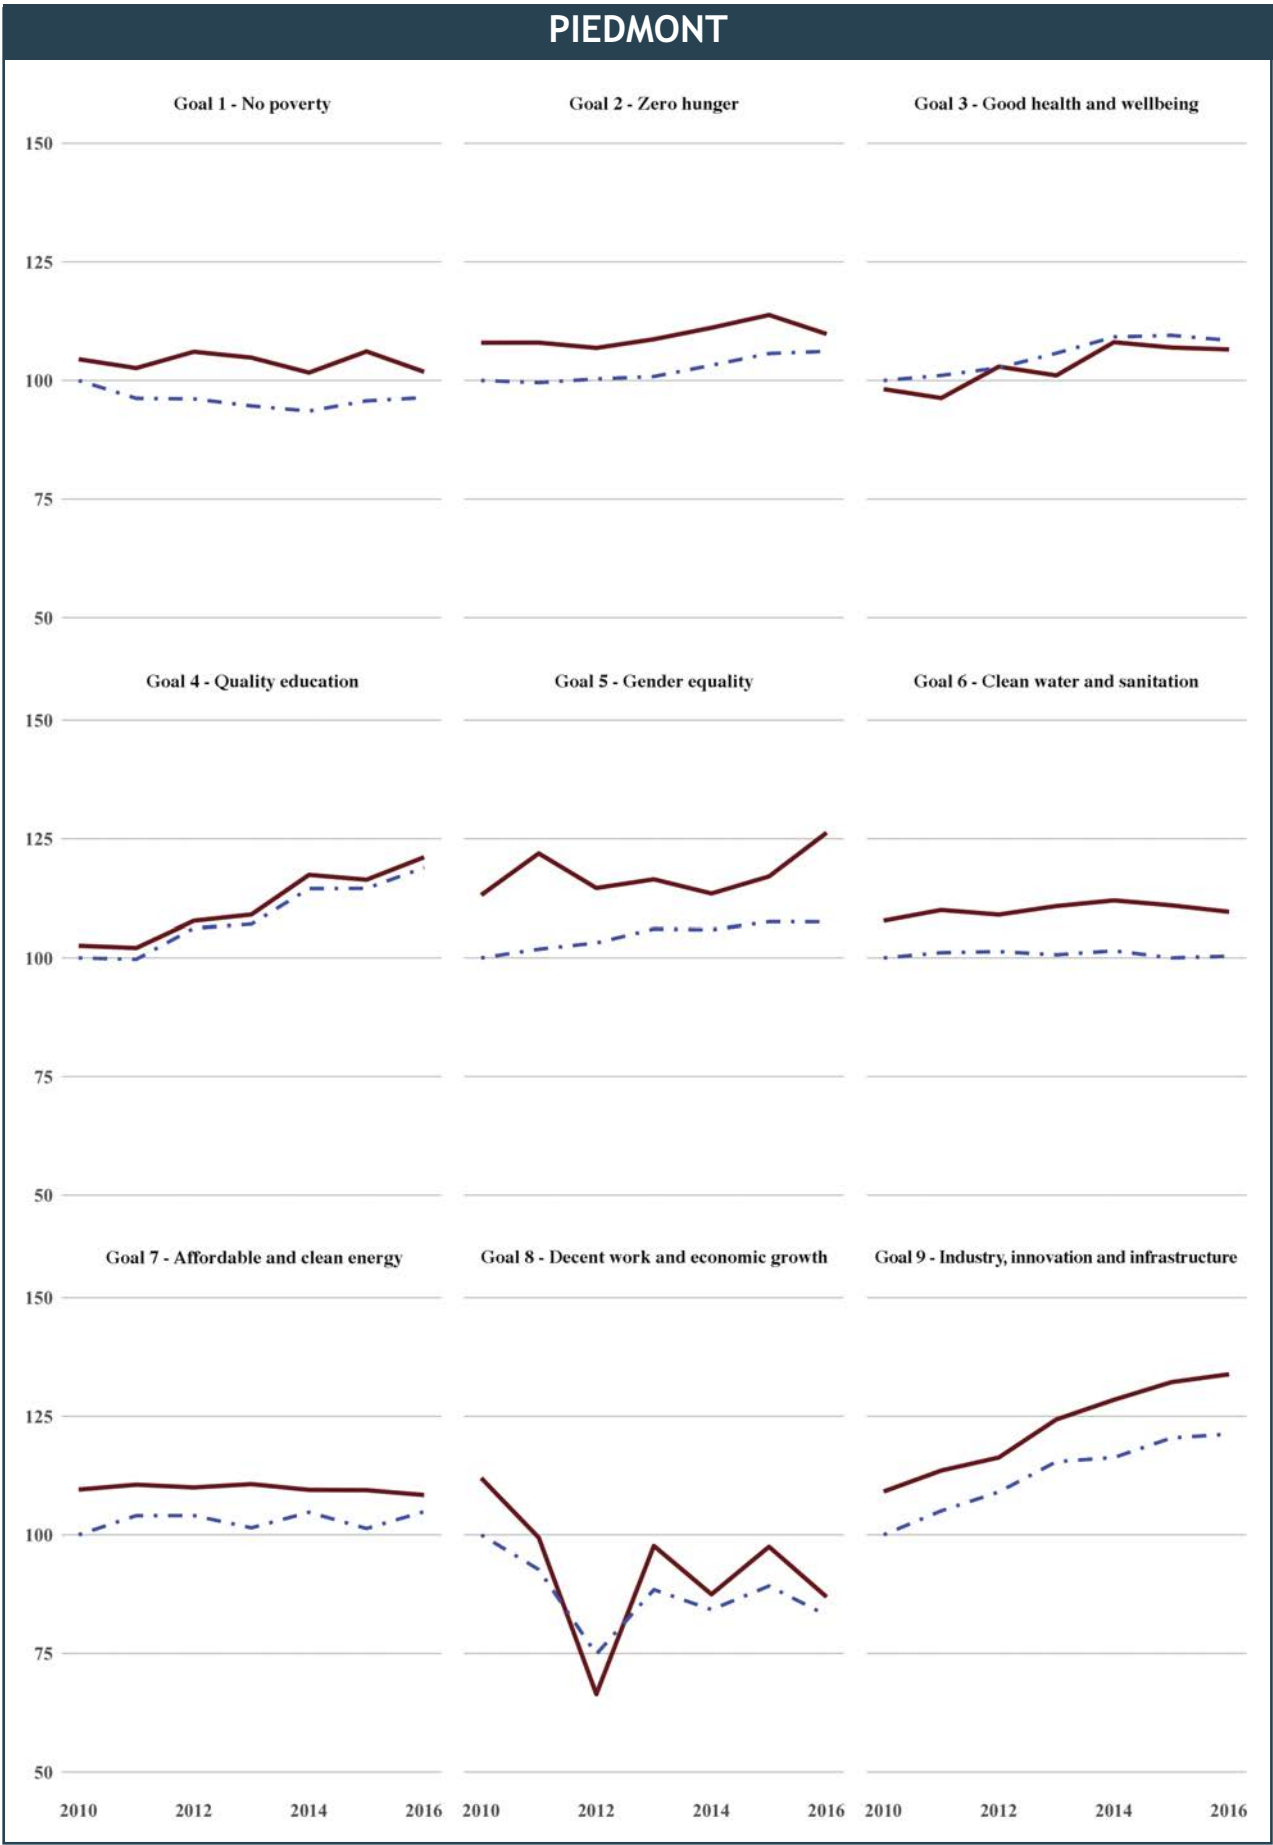 PIEDMONT
Goal 1 - No poverty
Goal 2 - Zero hunger
Goal 3 - Good health and wellbeing
150
125
100
75
50
Goal 4 - Quality education
Goal 5 - Gender equality
Goal 6 - Clean water and sanitation
150
125
100
75
50
Goal 7 - Affordable and clean energy
Goal 8 - Decent work and economic growth
Goal 9 - Industry, innovation and infrastructure
150
125
100
75
50
2010 2012 2014 2016 2010 2012 2014 2016 2010 2012 2014 2016